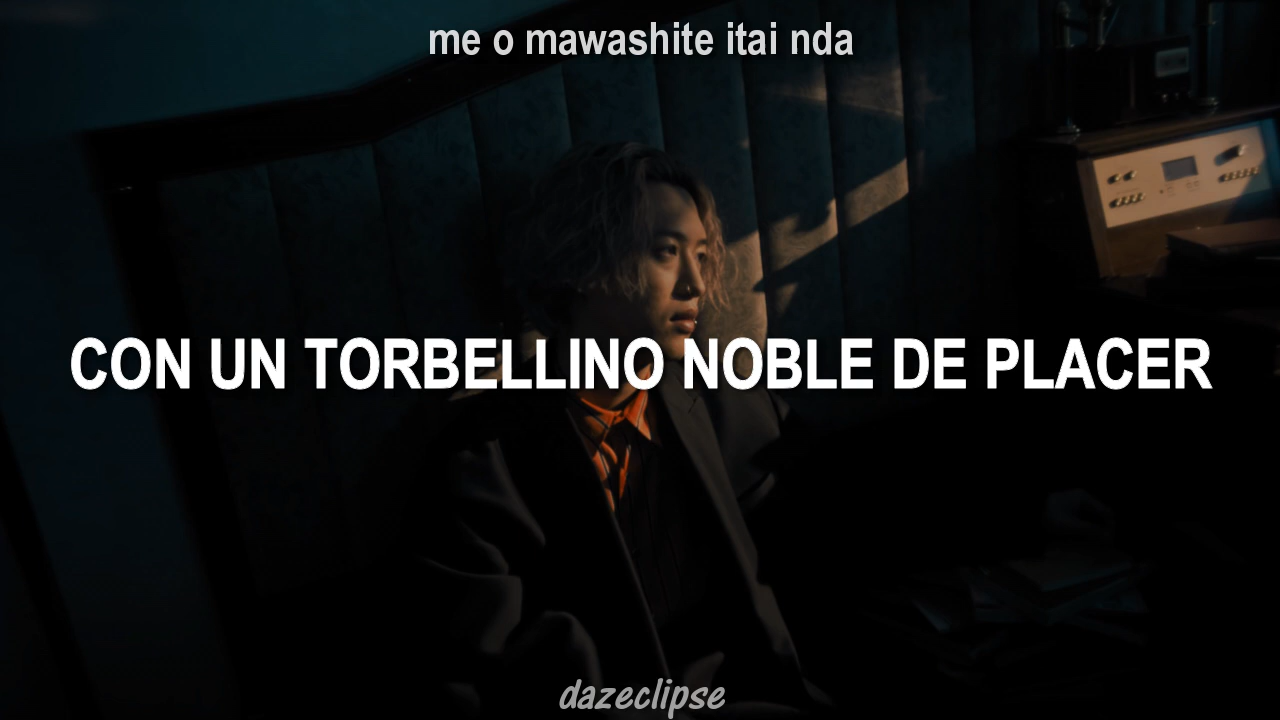 me o mawashite itai nda
CON UN TORBELLINO NOBLE DE PLACER
dazeclipse